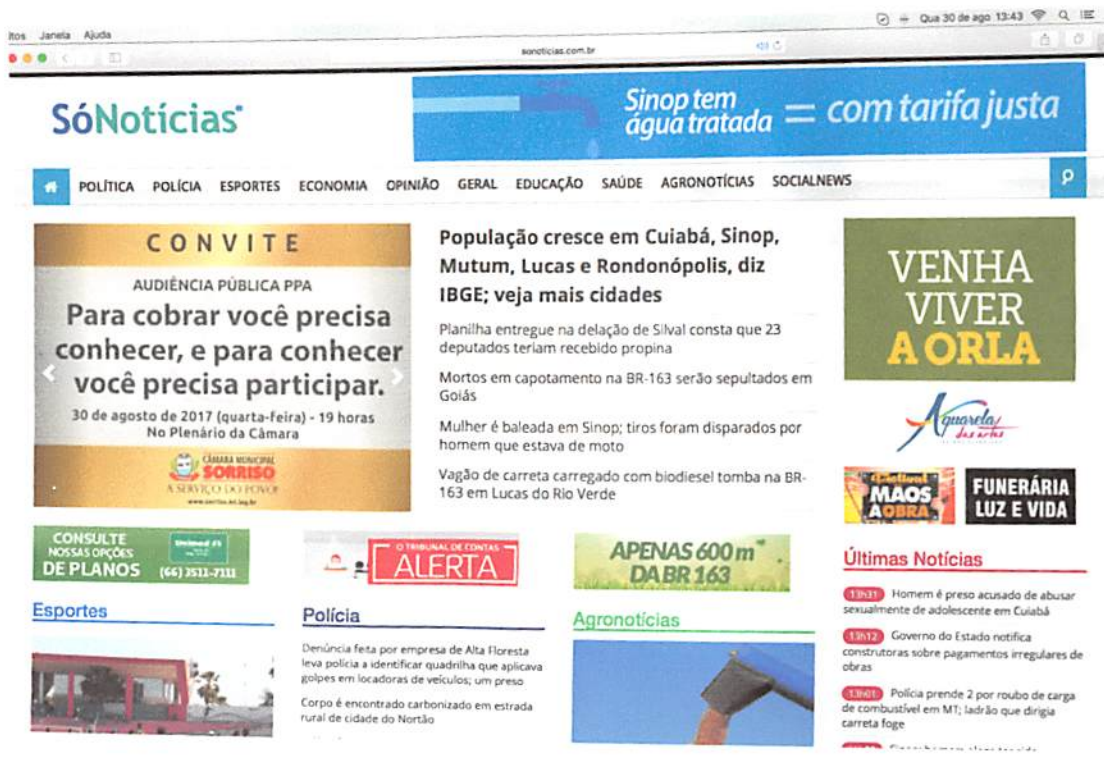 itos Janela Ajuda
Qua 30 de ago 13:43
sonoticias.com.br
SóNotícias
Sinop tem
água tratada = com tarifa justa
POLÍTICA POLÍCIA ESPORTES ECONOMIA OPINIÃO GERAL EDUCAÇÃO SAÚDE AGRONOTÍCIAS SOCIALNEWS
CONVITE
AUDIÊNCIA PÚBLICA PPA
Para cobrar você precisa
conhecer, e para conhecer
você precisa participar.
30 de agosto de 2017 (quarta-feira) - 19 horas
No Plenário da Câmara
CÂMARA MUNICIPAL
SORRISO
A SERVIÇO DO POVO!
www.sorriso.mt.leg.br
População cresce em Cuiabá, Sinop,
Mutum, Lucas e Rondonópolis, diz
IBGE; veja mais cidades
Planilha entregue na delação de Silval consta que 23
deputados teriam recebido propina
Mortos em capotamento na BR-163 serão sepultados em
Goiás
Mulher é baleada em Sinop; tiros foram disparados por
homem que estava de moto
Vagão de carreta carregado com biodiesel tomba na BR-
163 em Lucas do Rio Verde
VENHA
VIVER
A ORLA
Aquarela
das artes
Festival
MÃOS
A OBRA
FUNERÁRIA
LUZ E VIDA
CONSULTE
NOSSAS OPÇÕES
DE PLANOS
Unimed
(66) 3511-7111
O TRIBUNAL DE CONTAS
ALERTA
APENAS 600 m
DA BR 163
Esportes
Polícia
Denúncia feita por empresa de Alta Floresta
leva polícia a identificar quadrilha que aplicava
golpes em locadoras de veículos; um preso
Corpo é encontrado carbonizado em estrada
rural de cidade do Nortão
Agronotícias
Últimas Notícias
13h31 Homem é preso acusado de abusar
sexualmente de adolescente em Cuiabá
13h12 Governo do Estado notifica
construtoras sobre pagamentos irregulares de
obras
13h01 Polícia prende 2 por roubo de carga
de combustível em MT; ladrão que dirigia
carreta foge